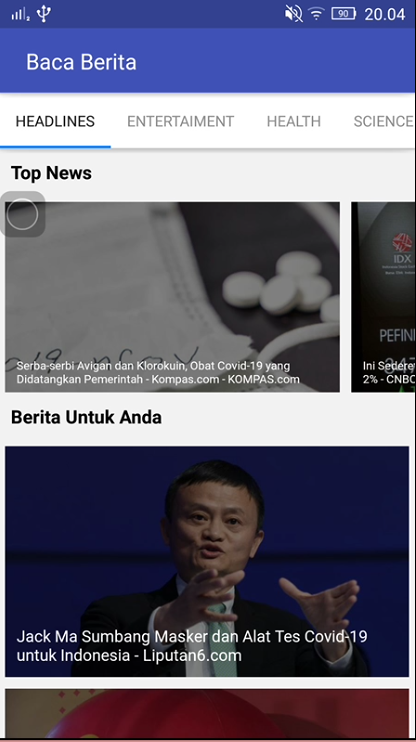 90 20.04
Baca Berita
HEADLINES ENTERTAIMENT HEALTH SCIENCE
Top News
Serba-serbi Avigan dan Klorokuin, Obat Covid-19 yang
Didatangkan Pemerintah - Kompas.com - KOMPAS.com
IDX
PEFINI
Ini Sedere
2% - CNBC
Berita Untuk Anda
Jack Ma Sumbang Masker dan Alat Tes Covid-19
untuk Indonesia - Liputan6.com